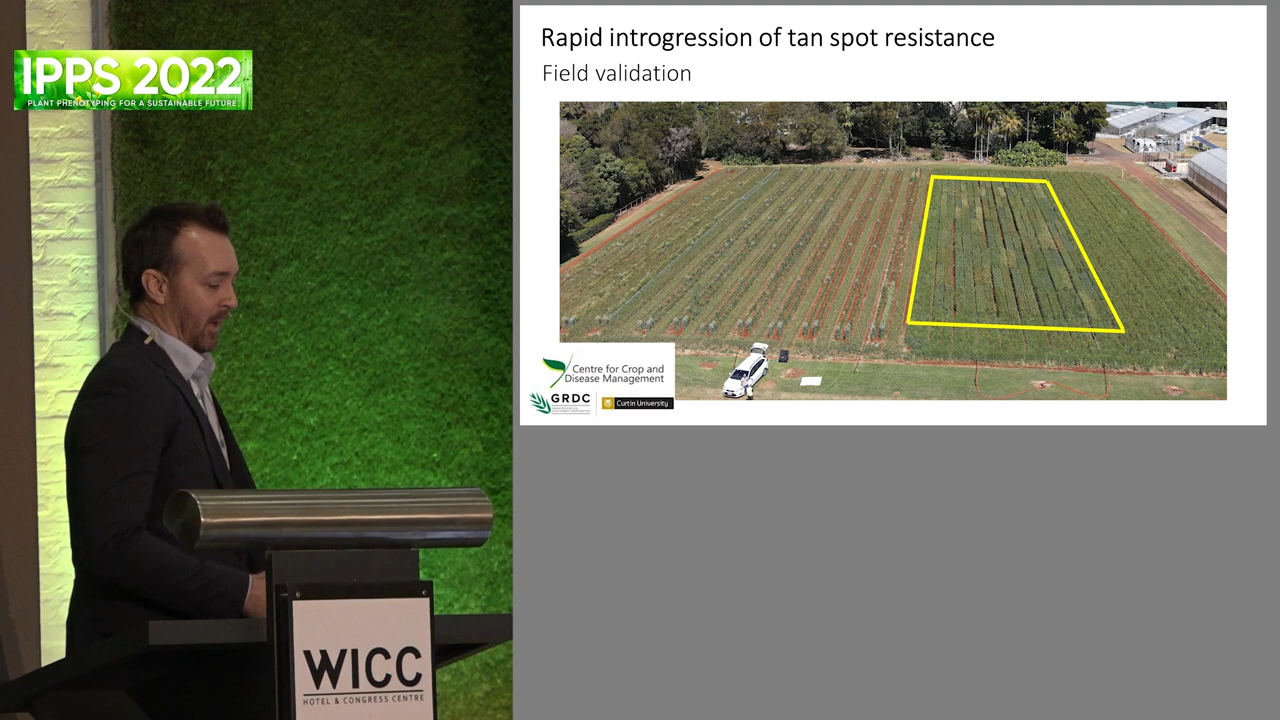 IPPS 2022
PLANT PHENOTYPING FOR A SUSTAINABLE FUTURE
Rapid introgression of tan spot resistance
Field validation
Centre for Crop and
Disease Management
GRDC
Curtin University
WICC
HOTEL & CONGRESS CENTRE